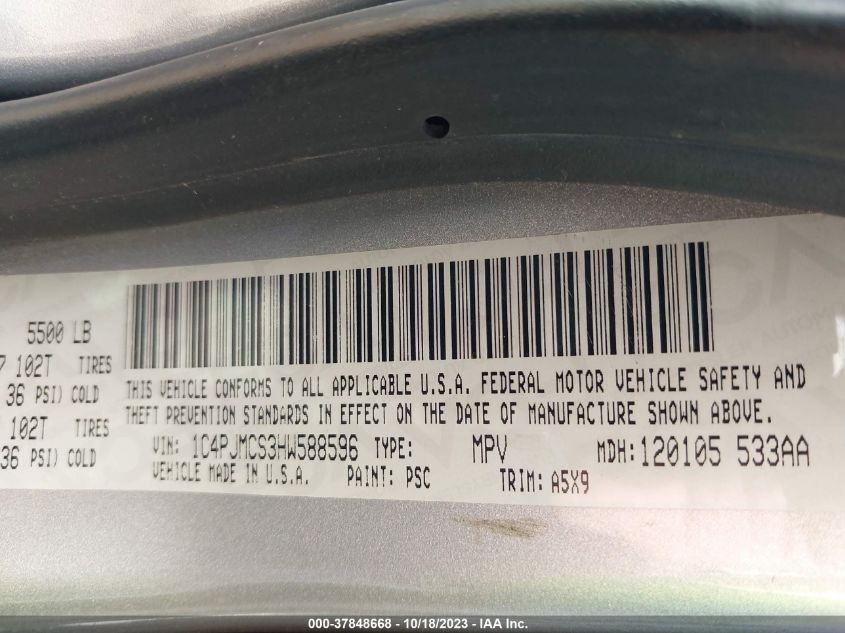 5500 LB
102T TIRES
36 PSI) COLD
102T TIRES
36 PSI) COLD
THIS VEHICLE CONFORMS TO ALL APPLICABLE U.S.A. FEDERAL MOTOR VEHICLE SAFETY AND
THEFT PREVENTION STANDARDS IN EFFECT ON THE DATE OF MANUFACTURE SHOWN ABOVE.
VIN: 1C4PJMCS3HW588596 TYPE: MPV MDH: 120105 533AA
VEHICLE MADE IN U.S.A. PAINT: PSC TRIM: A5X9
000-37848668 - 10/18/2023 - IAA Inc.